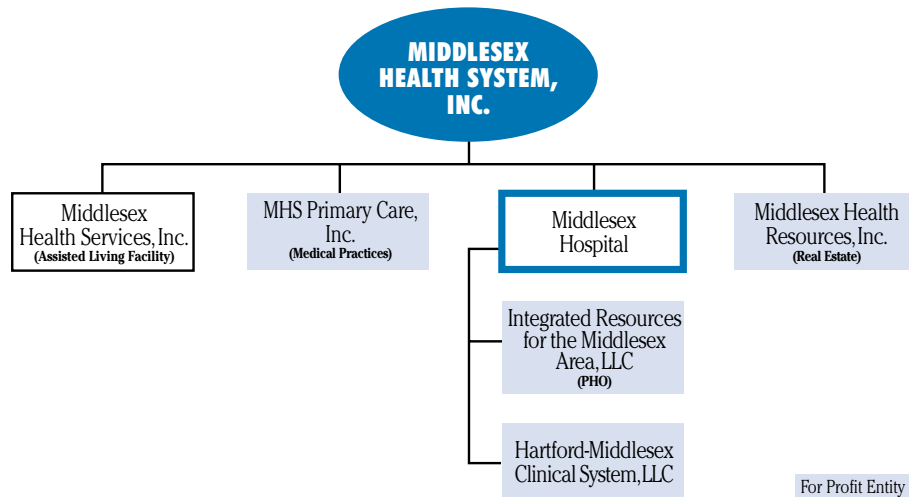 MIDDLESEX
HEALTH SYSTEM,
INC.
Middlesex
Health Services, Inc.
(Assisted Living Facility)
MHS Primary Care,
Inc.
(Medical Practices)
Middlesex
Hospital
Middlesex Health
Resources, Inc.
(Real Estate)
Integrated Resources
for the Middlesex
Area, LLC
(PHO)
Hartford-Middlesex
Clinical System, LLC
For Profit Entity